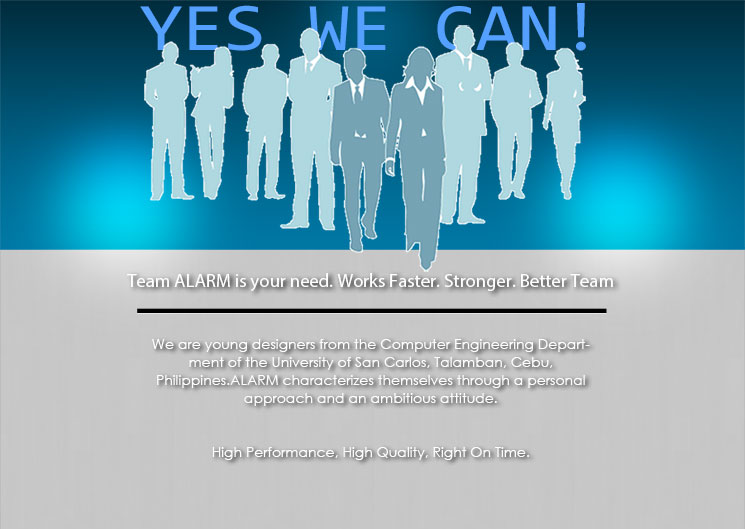 YES WE CAN!
Team ALARM is your need. Works Faster. Stronger. Better Team
We are young designers from the Computer Engineering Depart-
ment of the University of San Carlos, Talamban, Cebu,
Philippines.ALARM characterizes themselves through a personal
approach and an ambitious attitude.
High Performance, High Quality, Right On Time.